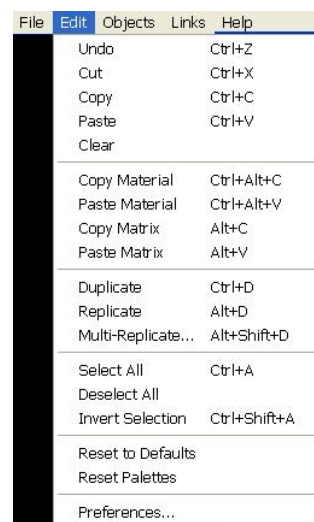 File Edit Objects Links Help
Undo Ctrl+Z
Cut Ctrl+X
Copy Ctrl+C
Paste Ctrl+V
Clear
Copy Material Ctrl+Alt+C
Paste Material Ctrl+Alt+V
Copy Matrix Alt+C
Paste Matrix Alt+V
Duplicate Ctrl+D
Replicate Alt+D
Multi-Replicate... Alt+Shift+D
Select All Ctrl+A
Deselect All
Invert Selection Ctrl+Shift+A
Reset to Defaults
Reset Palettes
Preferences...